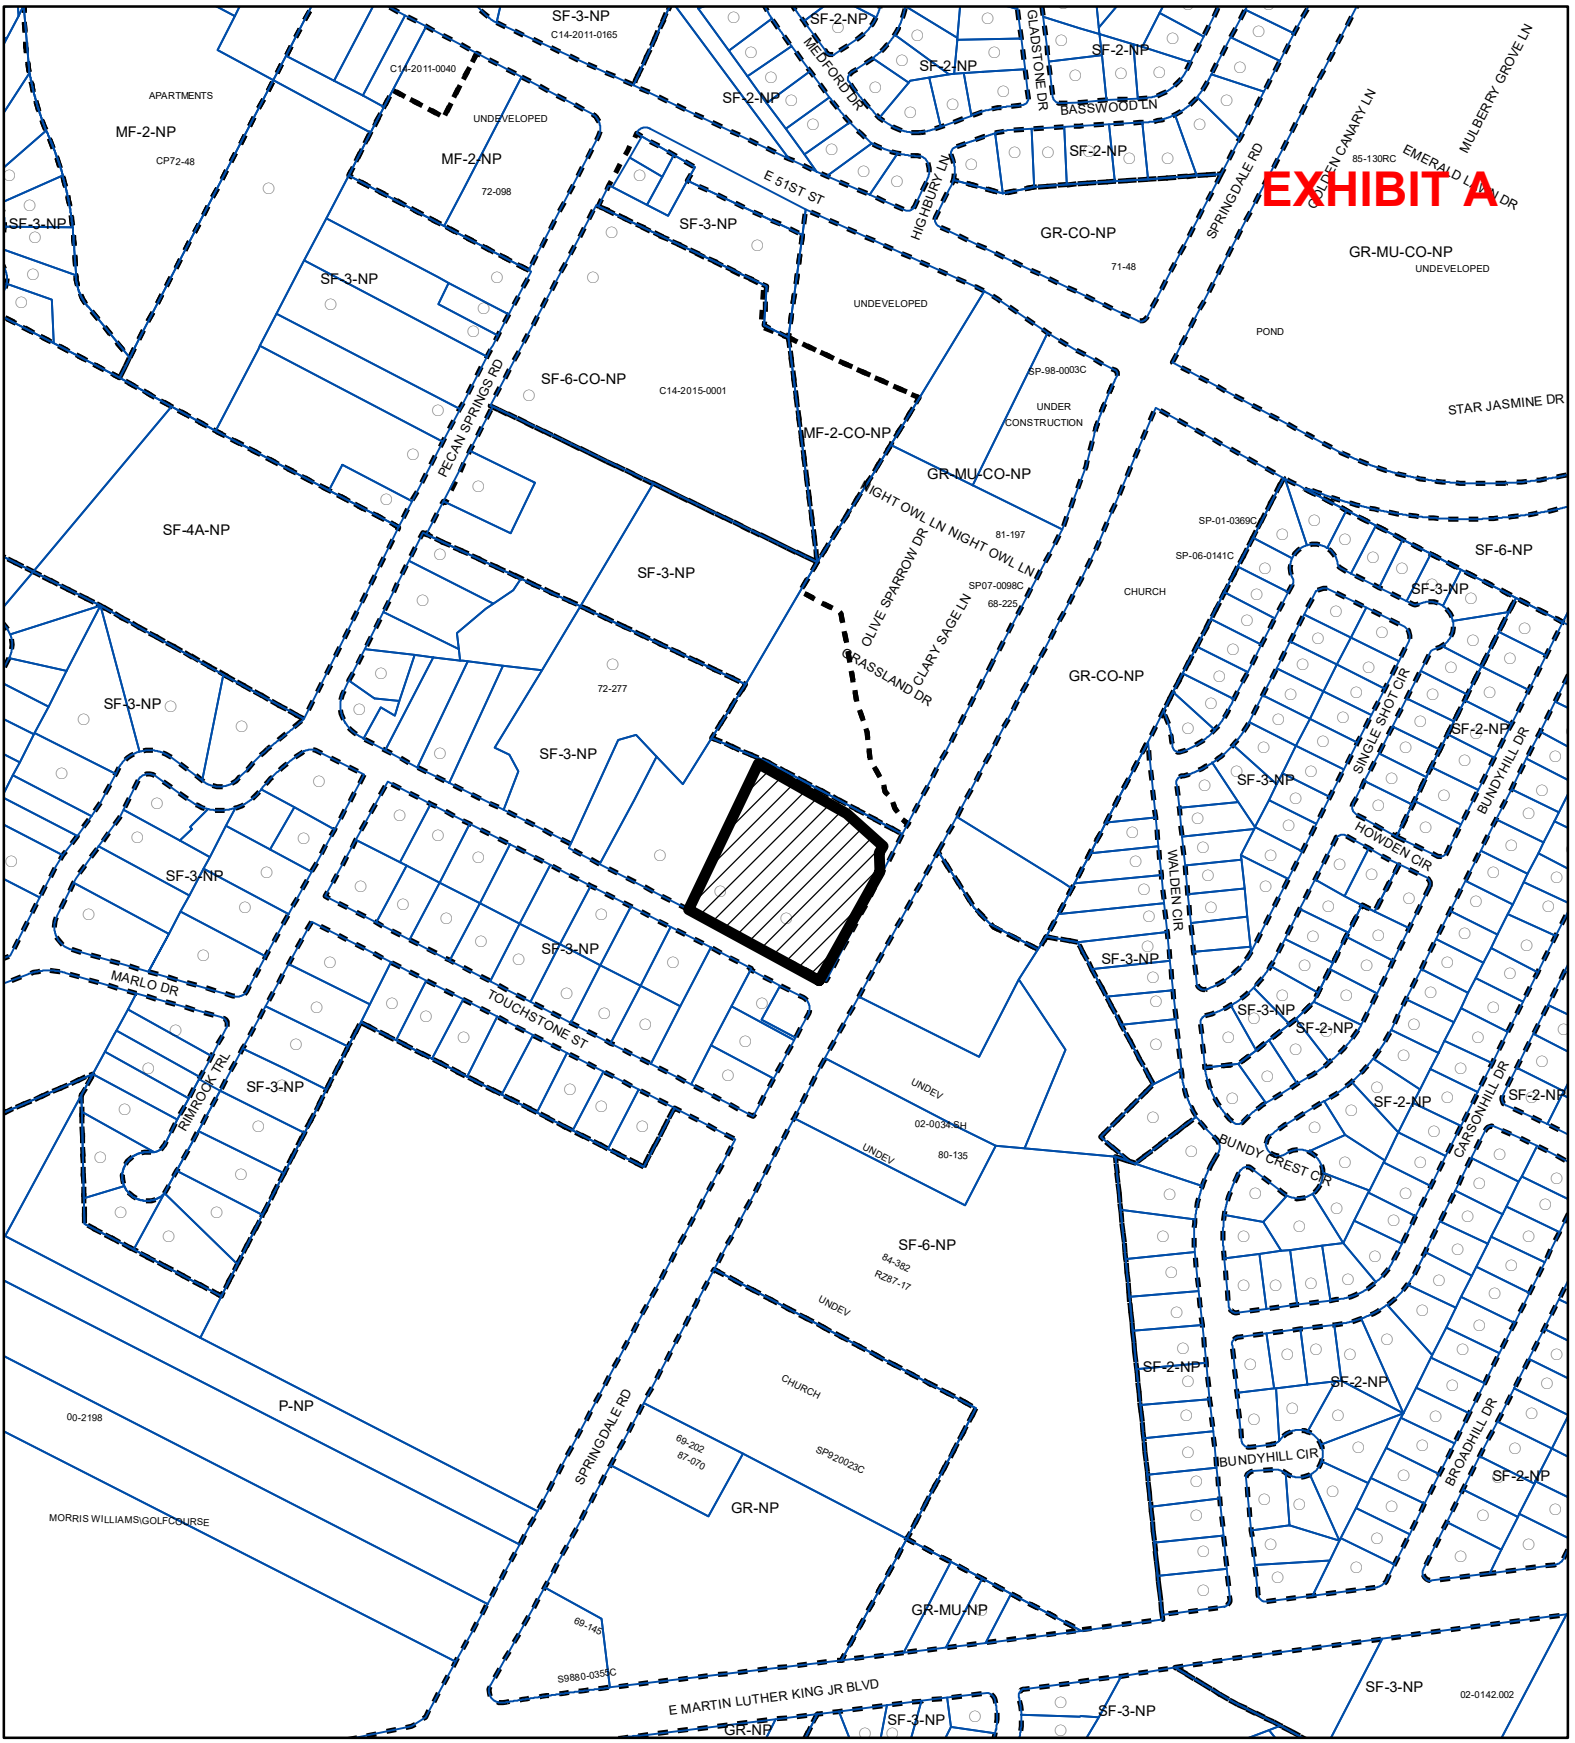 SF-3-NP
C14-2011-0165
SF-2-NP
GLADSTONE DR
SF-2-NP
MEDFORD DR
SF-2-NP
MULBERRY GROVE LN
C14-2011-0040
APARTMENTS
SF-2-NP
BASSWOOD LN
GOLDEN CANARY LN
MF-2-NP
UNDEVELOPED
CP72-48
MF-2-NP
72-098
SF-2-NP
85-130RC
EMERALD LAWN DR
EXHIBIT A
E 51ST ST
HIGHBURY LN
SPRINGDALE RD
SF-3-NP
SF-3-NP
GR-CO-NP
71-48
GR-MU-CO-NP
UNDEVELOPED
SF-3-NP
UNDEVELOPED
POND
SF-6-CO-NP
C14-2015-0001
SP-98-0003C
UNDER
CONSTRUCTION
STAR JASMINE DR
PECAN SPRINGS RD
MF-2-CO-NP
GR-MU-CO-NP
SF-4A-NP
NIGHT OWL LN NIGHT OWL LN
81-197
SP-01-0369C
SP-06-0141C
SF-6-NP
SF-3-NP
OLIVE SPARROW DR
SP07-0098C
68-225
CHURCH
SF-3-NP
CLARY SAGE LN
GRASSLAND DR
GR-CO-NP
72-277
SF-3-NP
SINGLE SHOT CIR
SF-2-NP
BUNDYHILL DR
SF-3-NP
SF-3-NP
HOWDEN CIR
SF-3-NP
WALDEN CIR
SF-3-NP
SF-3-NP
MARLO DR
TOUCHSTONE ST
SF-3-NP
SF-2-NP
RIMROCK TRL
SF-3-NP
UNDEV
02-0034.SH
UNDEV
80-135
SF-2-NP
CARSONHILL DR
SF-2-NP
BUNDY CREST CIR
SF-6-NP
84-382
RZ87-17
UNDEV
SF-2-NP
SF-2-NP
CHURCH
P-NP
00-2198
SPRINGDALE RD
69-202
87-070
SP920023C
BUNDYHILL CIR
BROADHILL DR
SF-2-NP
GR-NP
MORRIS WILLIAMS\GOLFCOURSE
GR-MU-NP
69-145
S9880-0355C
E MARTIN LUTHER KING JR BLVD
SF-3-NP
02-0142.002
GR-NP
SF-3-NP
SF-3-NP